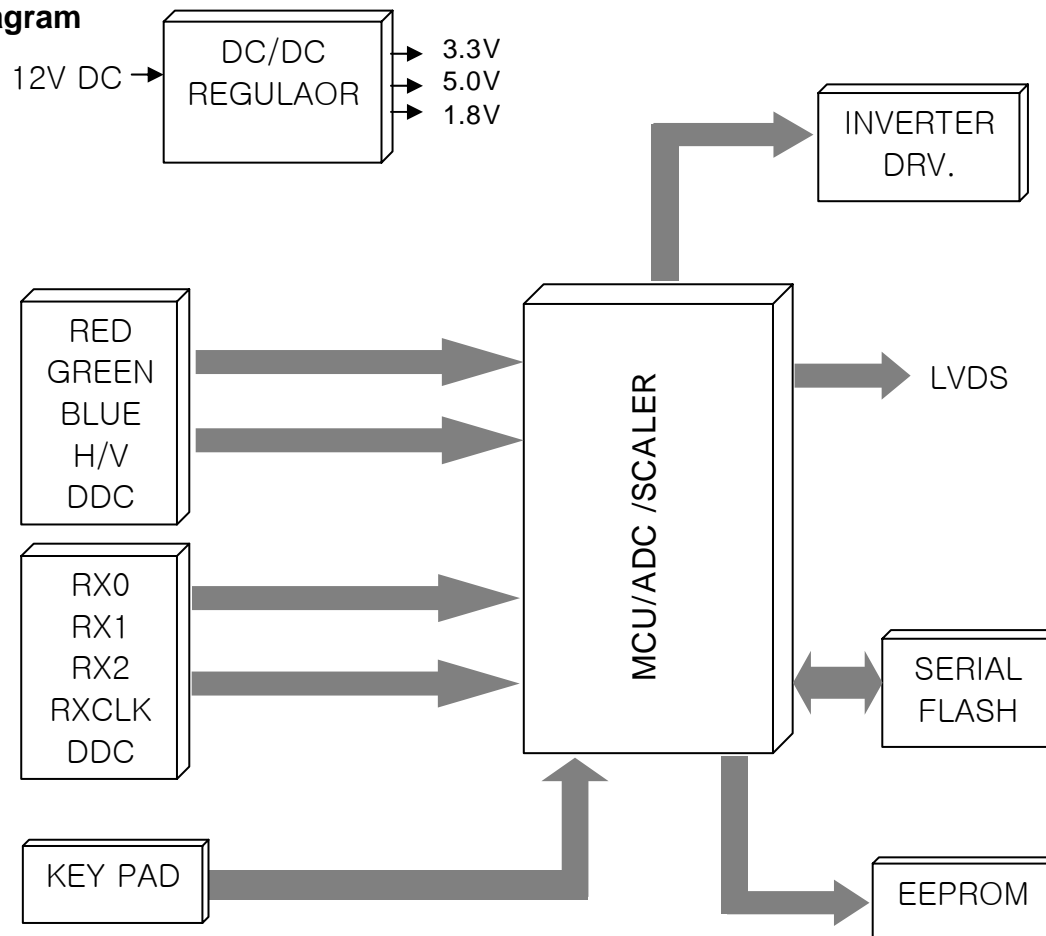 agram
12V DC
DC/DC
REGULAOR
3.3V
5.0V
1.8V
INVERTER
DRV.
RED
GREEN
BLUE
H/V
DDC
MCU/ADC /SCALER
LVDS
RX0
RX1
RX2
RXCLK
DDC
SERIAL
FLASH
KEY PAD
EEPROM